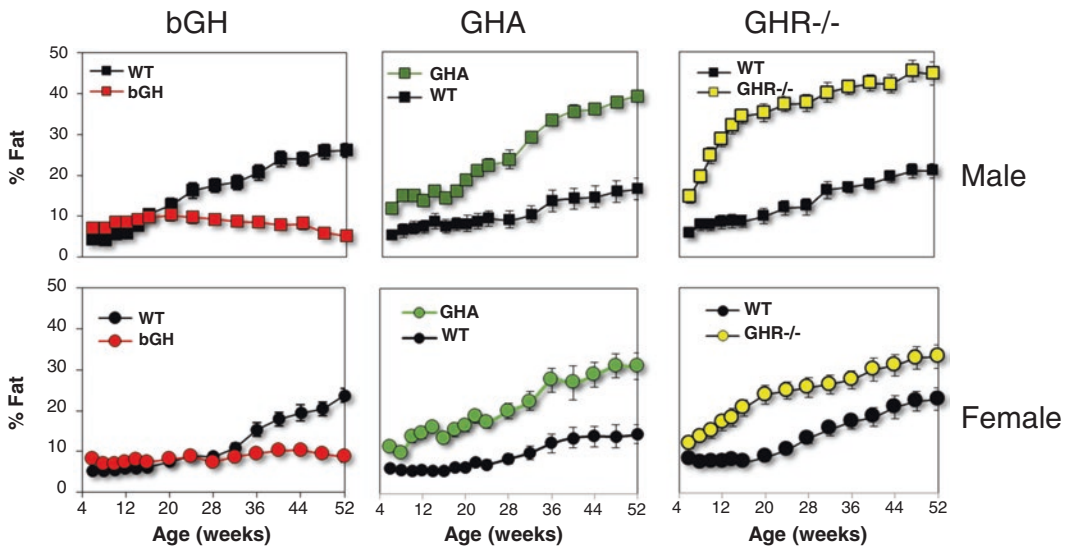 bGH GHA GHR-/-
50
40
30
20
10
0
% Fat
WT
bGH
GHA
WT
WT
GHR-/-
Male
50
40
30
20
10
0
% Fat
WT
bGH
GHA
WT
WT
GHR-/-
Female
4 12 20 28 36 44 52
4 12 20 28 36 44 52
4 12 20 28 36 44 52
Age (weeks) Age (weeks) Age (weeks)